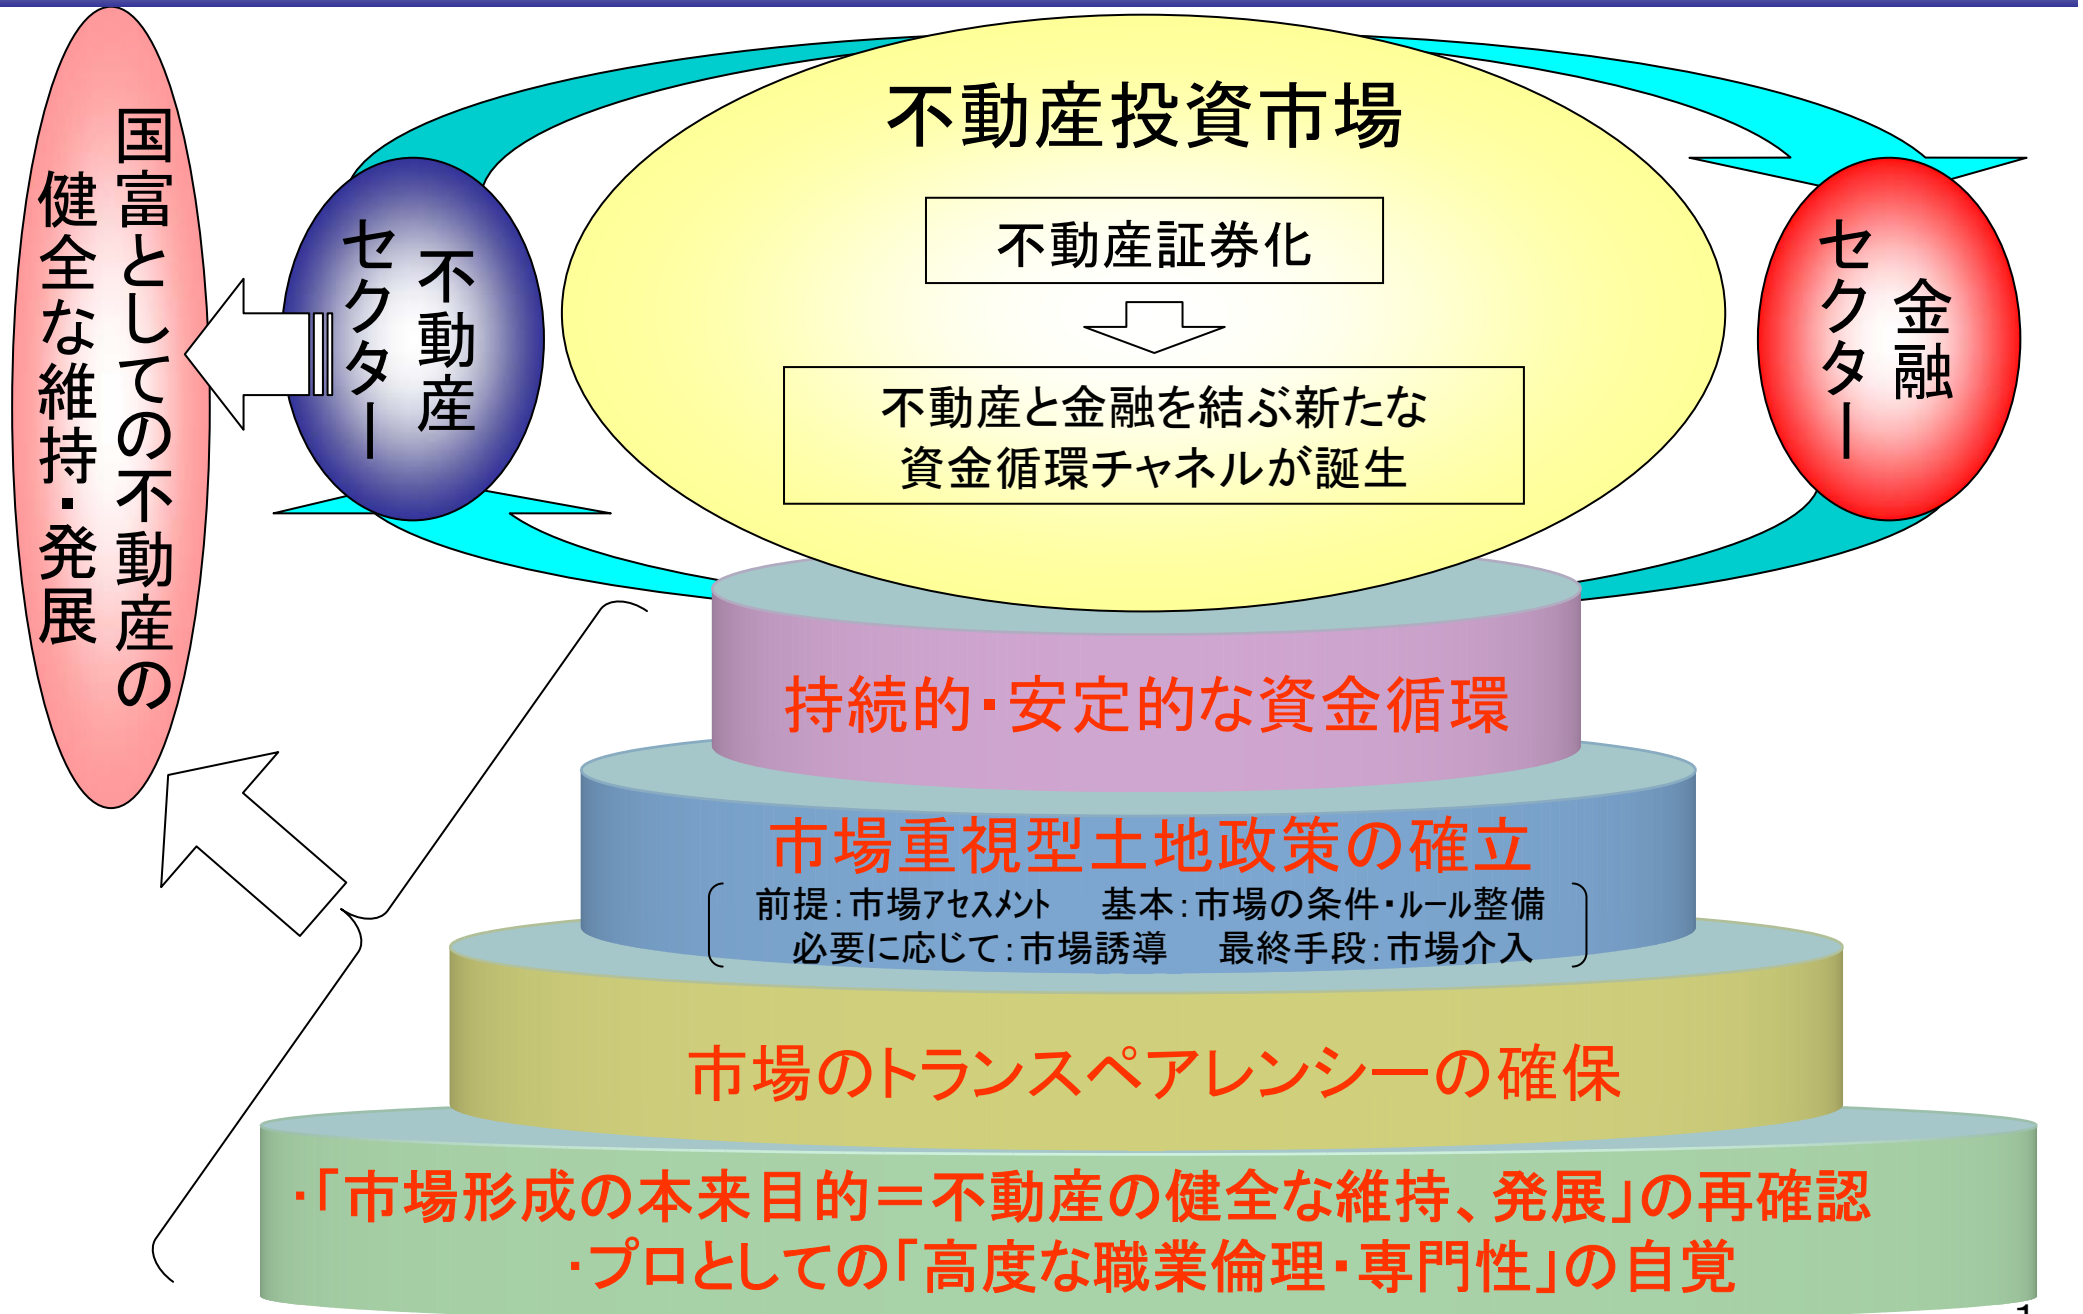 不動産投資市場
不動産証券化
不動産と金融を結ぶ新たな
資金循環チャネルが誕生
国富としての不動産の
健全な維持・発展
不動産
セクター
金融
セクター
持続的・安定的な資金循環
市場重視型土地政策の確立
前提：市場アセスメント　基本：市場の条件・ルール整備
必要に応じて：市場誘導　最終手段：市場介入
市場のトランスペアレンシーの確保
・「市場形成の本来目的＝不動産の健全な維持、発展」の再確認
・プロとしての「高度な職業倫理・専門性」の自覚